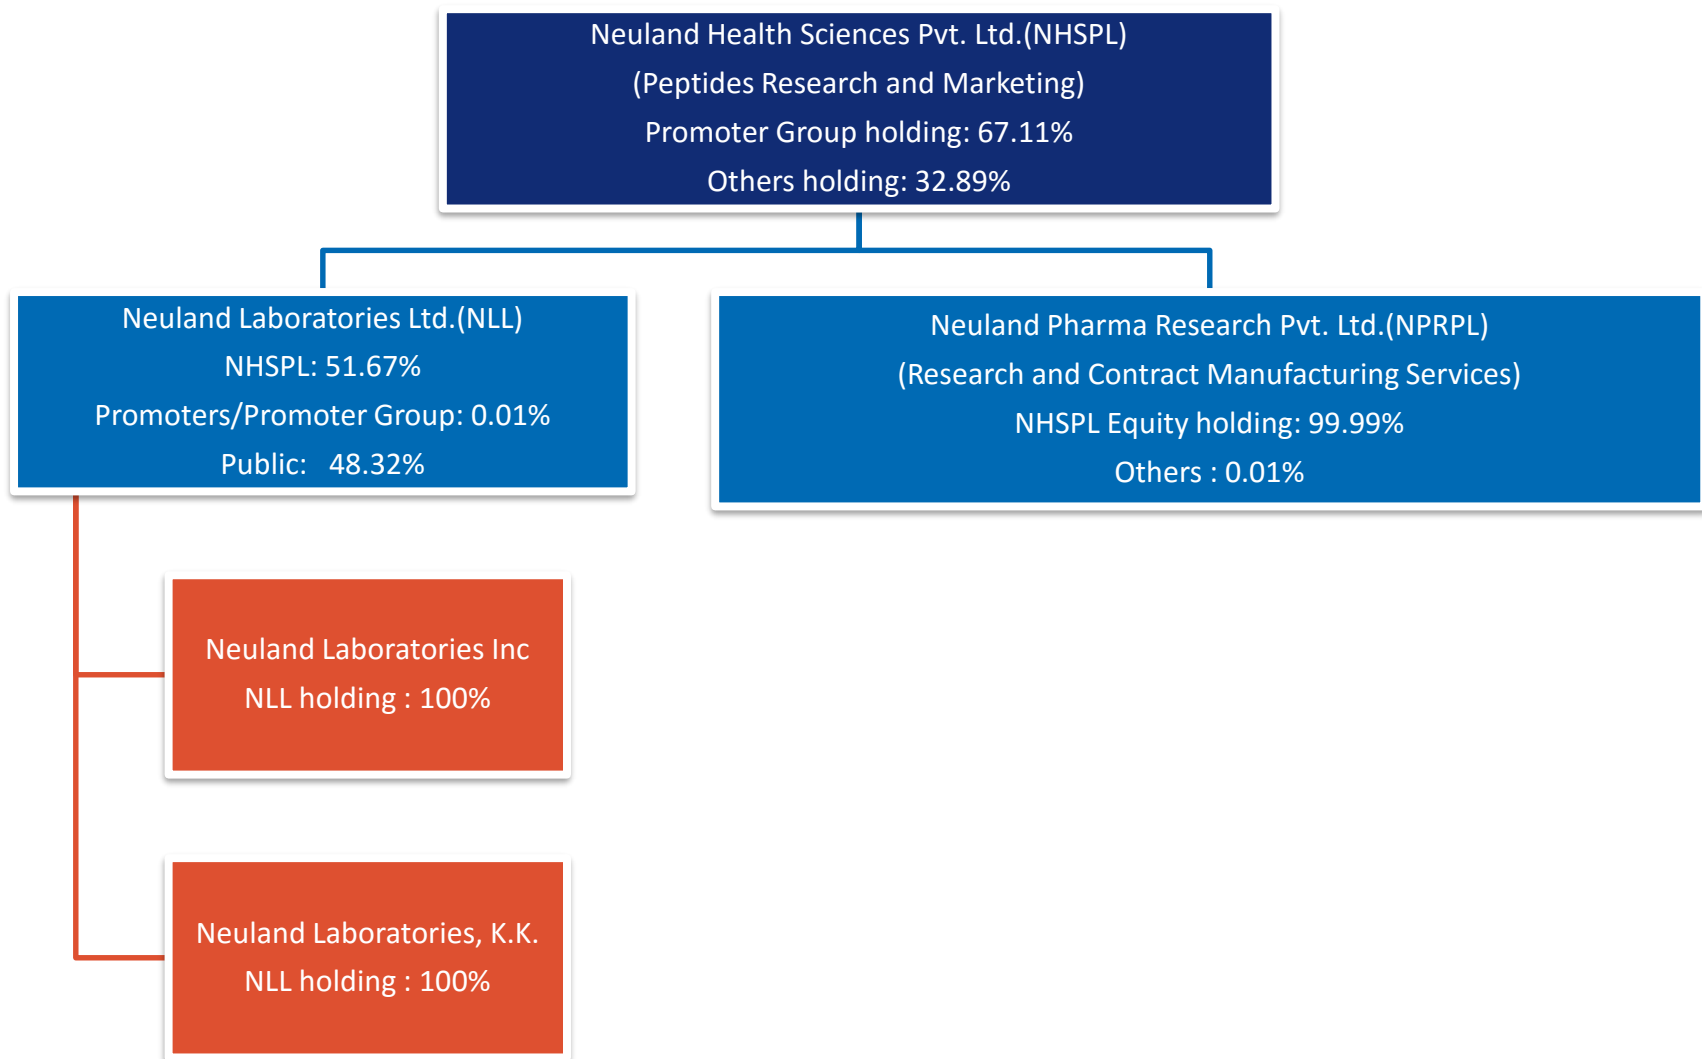 Neuland Health Sciences Pvt. Ltd.(NHSPL)
(Peptides Research and Marketing)
Promoter Group holding: 67.11%
Others holding: 32.89%
Neuland Laboratories Ltd.(NLL)
NHSPL: 51.67%
Promoters/Promoter Group: 0.01%
Public: 48.32%
Neuland Pharma Research Pvt. Ltd.(NPRPL)
(Research and Contract Manufacturing Services)
NHSPL Equity holding: 99.99%
Others : 0.01%
Neuland Laboratories Inc
NLL holding : 100%
Neuland Laboratories, K.K.
NLL holding : 100%